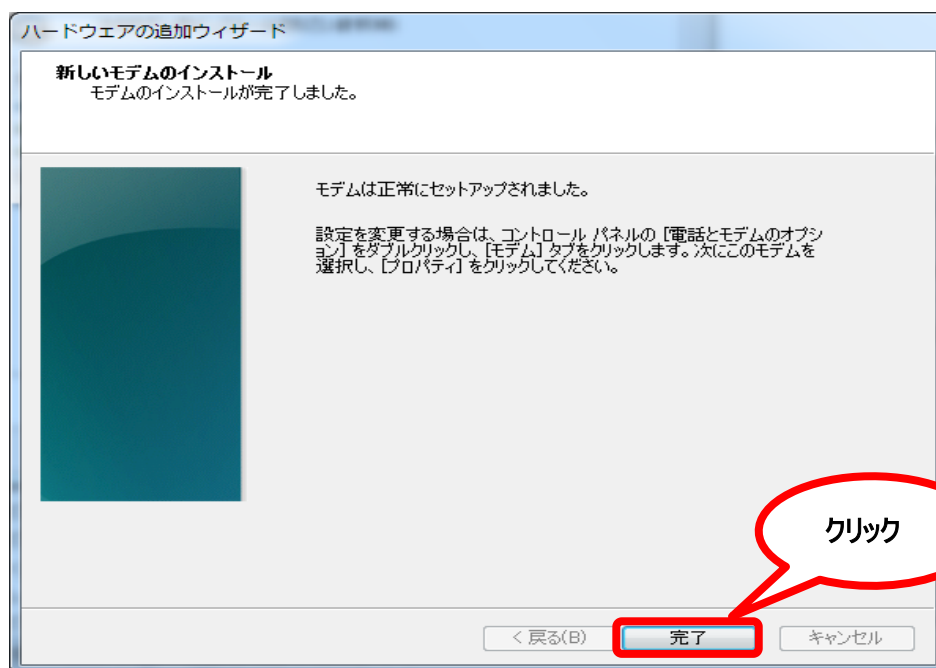 ハードウェアの追加ウィザード
新しいモデムのインストール
モデムのインストールが完了しました。
モデムは正常にセットアップされました。
設定を変更する場合は、コントロール パネルの [電話とモデムのオプシ
ョン] をダブルクリックし、[モデム] タブをクリックします。次にこのモデムを
選択し、[プロパティ] をクリックしてください。
クリック
< 戻る(B)
完了
キャンセル